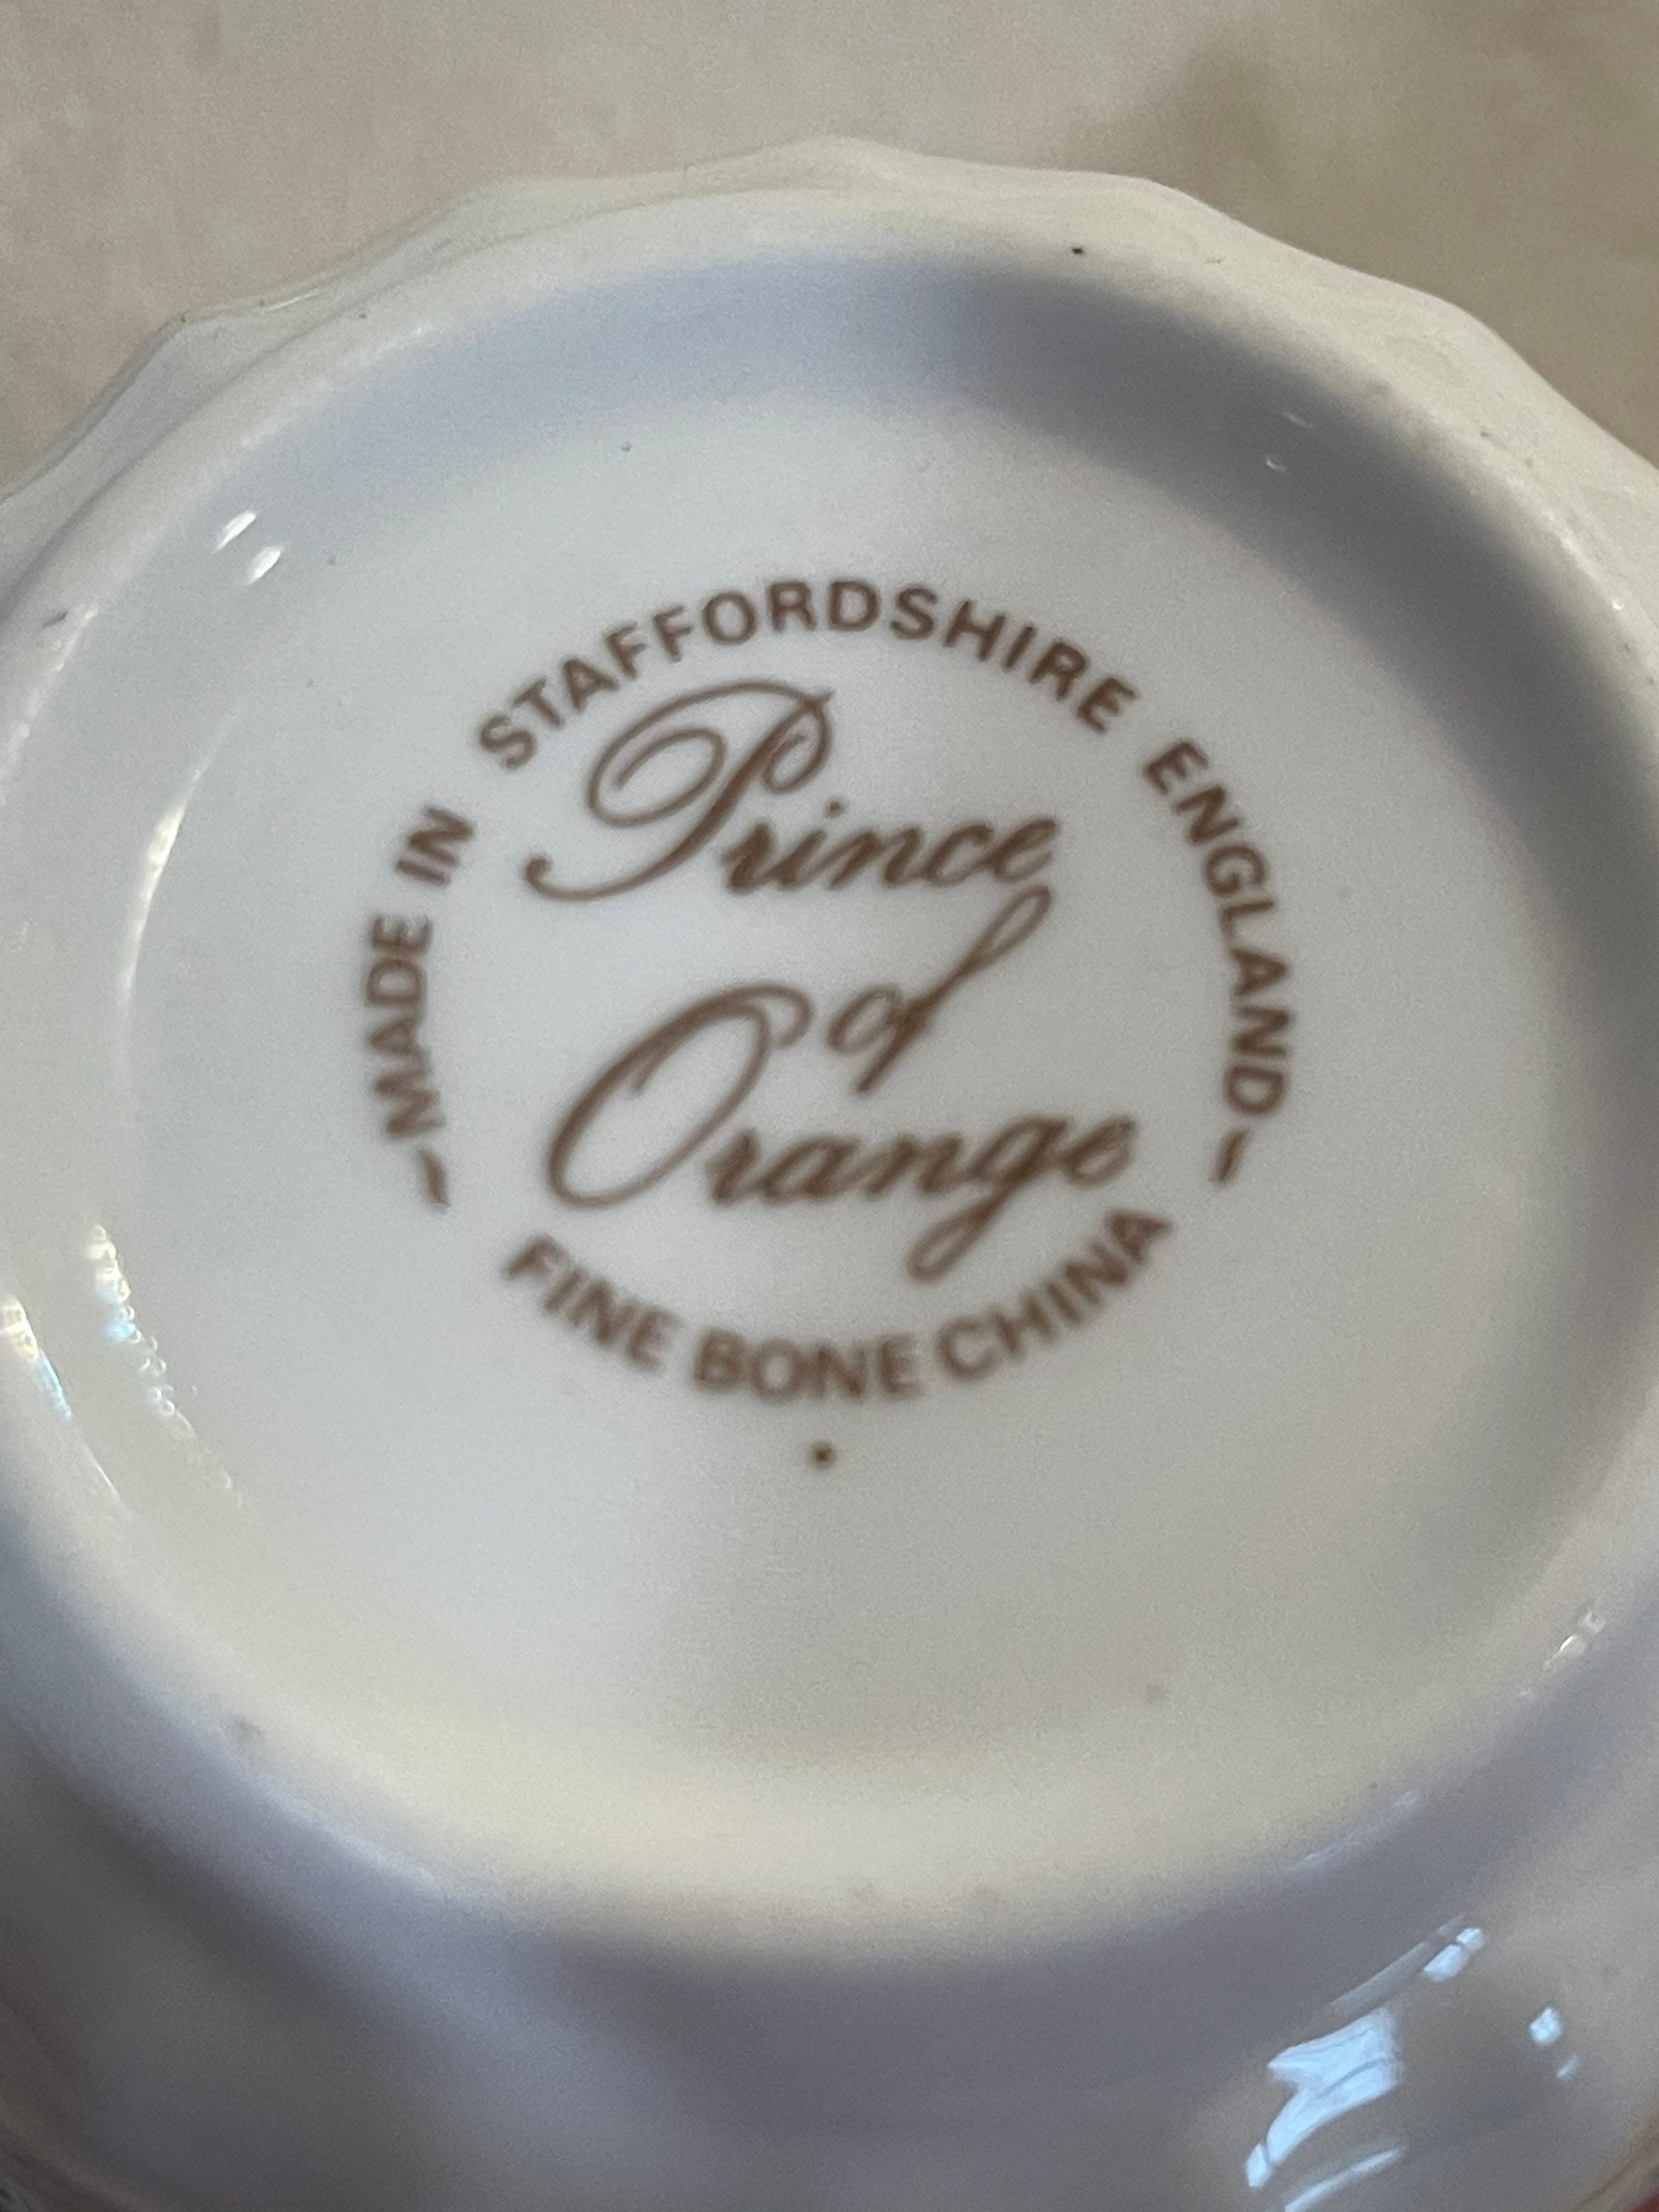 - MADE IN STAFFORDSHIRE ENGLAND -
Prince
of
Orange
FINE BONE CHINA